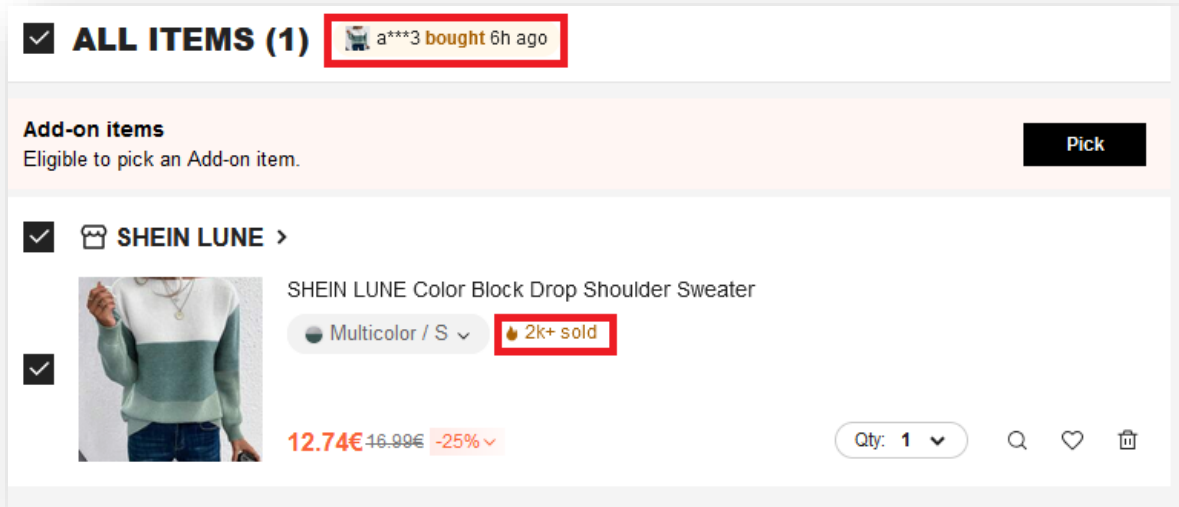 ALL ITEMS (1) a***3 bought 6h ago
Add-on items
Eligible to pick an Add-on item.
Pick
SHEIN LUNE >
SHEIN LUNE Color Block Drop Shoulder Sweater
Multicolor / S 2k+ sold
12.74€ 16.99€ -25%
Qty: 1